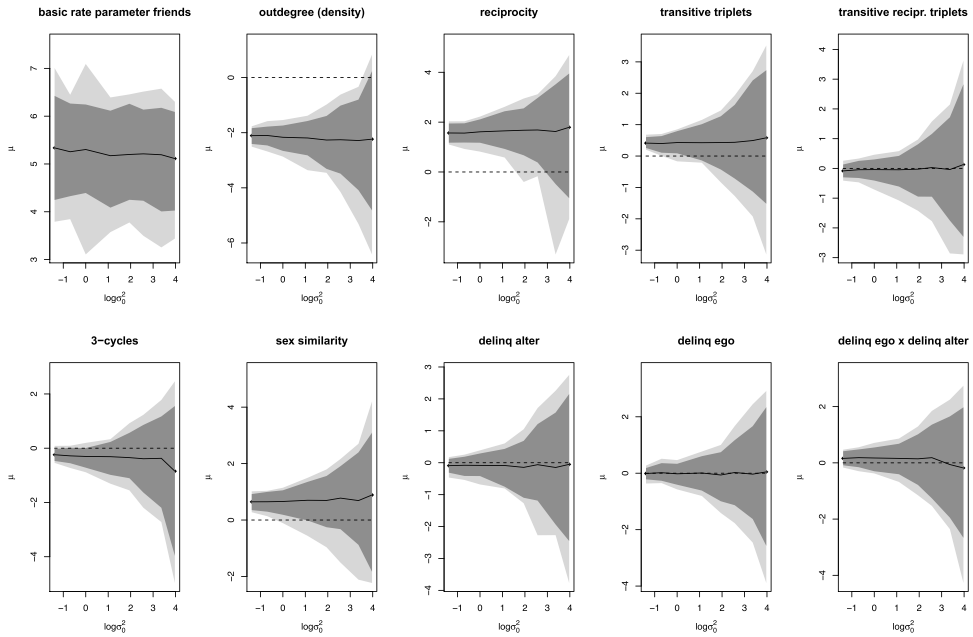 basic rate parameter friends
μ
7
6
5
4
3
−1 0 1 2 3 4
logσ₀²
outdegree (density)
μ
0
−2
−4
−6
−1 0 1 2 3 4
logσ₀²
reciprocity
μ
4
2
0
−2
−1 0 1 2 3 4
logσ₀²
transitive triplets
μ
3
2
1
0
−1
−2
−3
−1 0 1 2 3 4
logσ₀²
transitive recipr. triplets
μ
4
3
2
1
0
−1
−2
−3
−1 0 1 2 3 4
logσ₀²
3−cycles
μ
2
0
−2
−4
−1 0 1 2 3 4
logσ₀²
sex similarity
μ
4
2
0
−2
−1 0 1 2 3 4
logσ₀²
delinq alter
μ
3
2
1
0
−1
−2
−3
−4
−1 0 1 2 3 4
logσ₀²
delinq ego
μ
2
0
−2
−4
−1 0 1 2 3 4
logσ₀²
delinq ego x delinq alter
μ
2
0
−2
−4
−1 0 1 2 3 4
logσ₀²